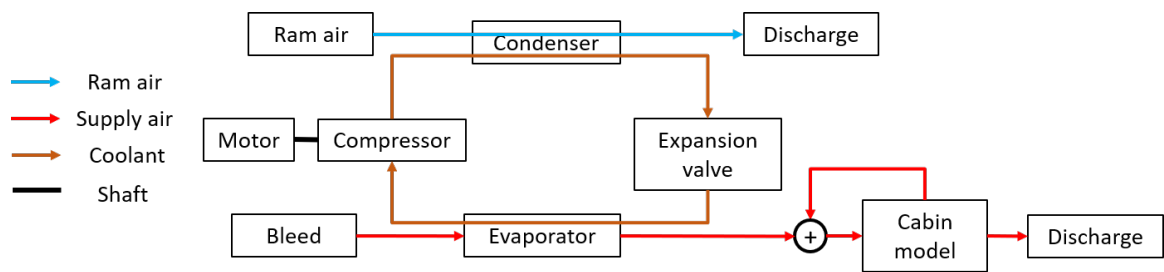 Ram air
Condenser
Discharge
Ram air
Supply air
Coolant
Shaft
Motor
Compressor
Expansion
valve
Bleed
Evaporator
+
Cabin
model
Discharge